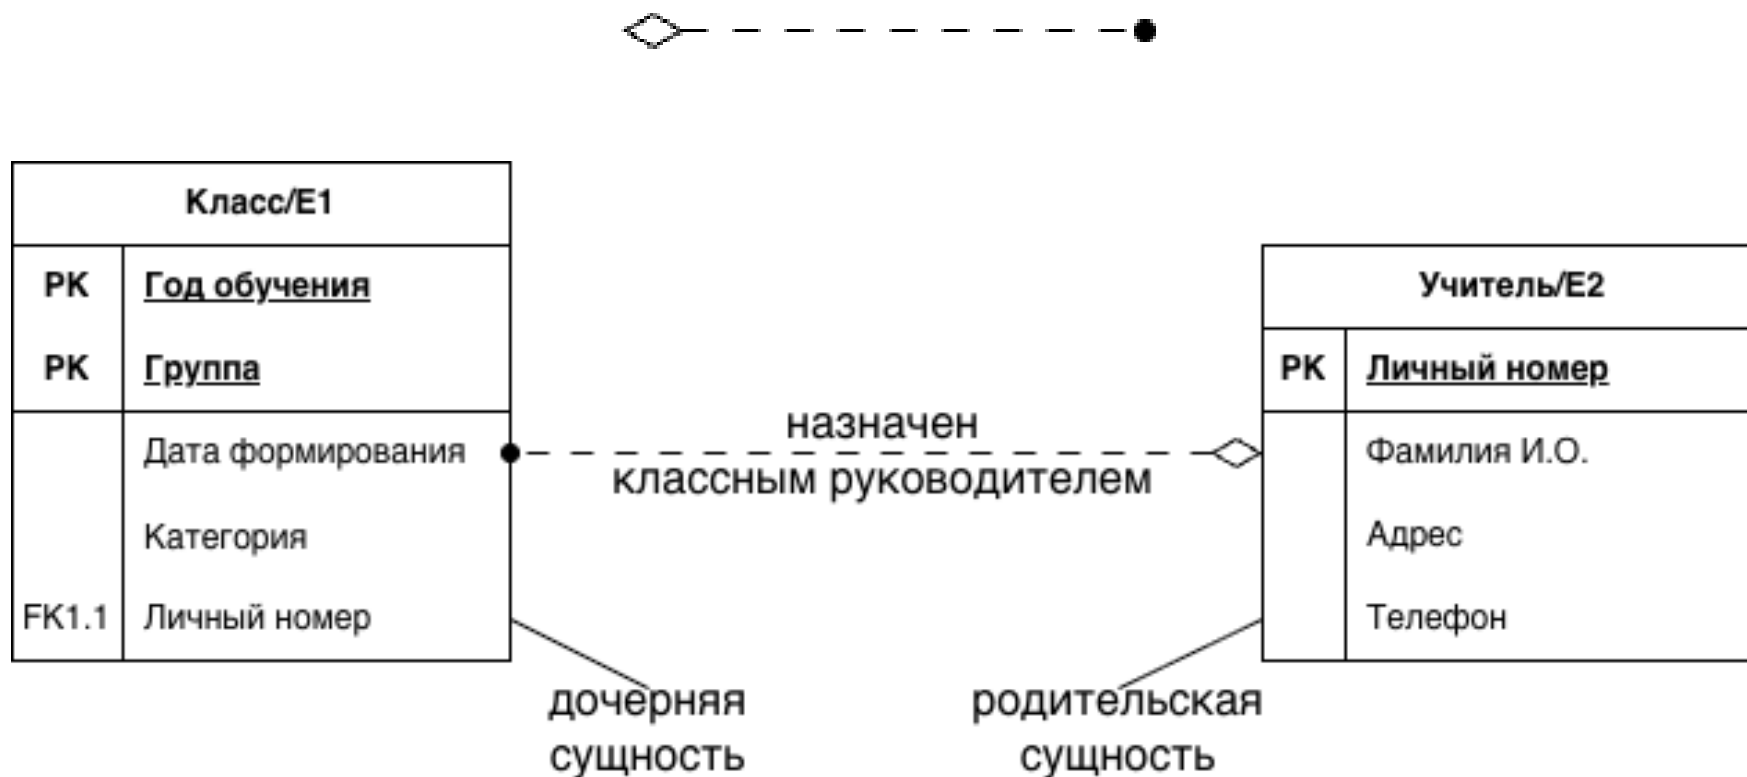 Класс/E1
PK Год обучения
PK Группа
Дата формирования
Категория
FK1.1 Личный номер
назначен
классным руководителем
Учитель/E2
PK Личный номер
Фамилия И.О.
Адрес
Телефон
дочерняя
сущность
родительская
сущность